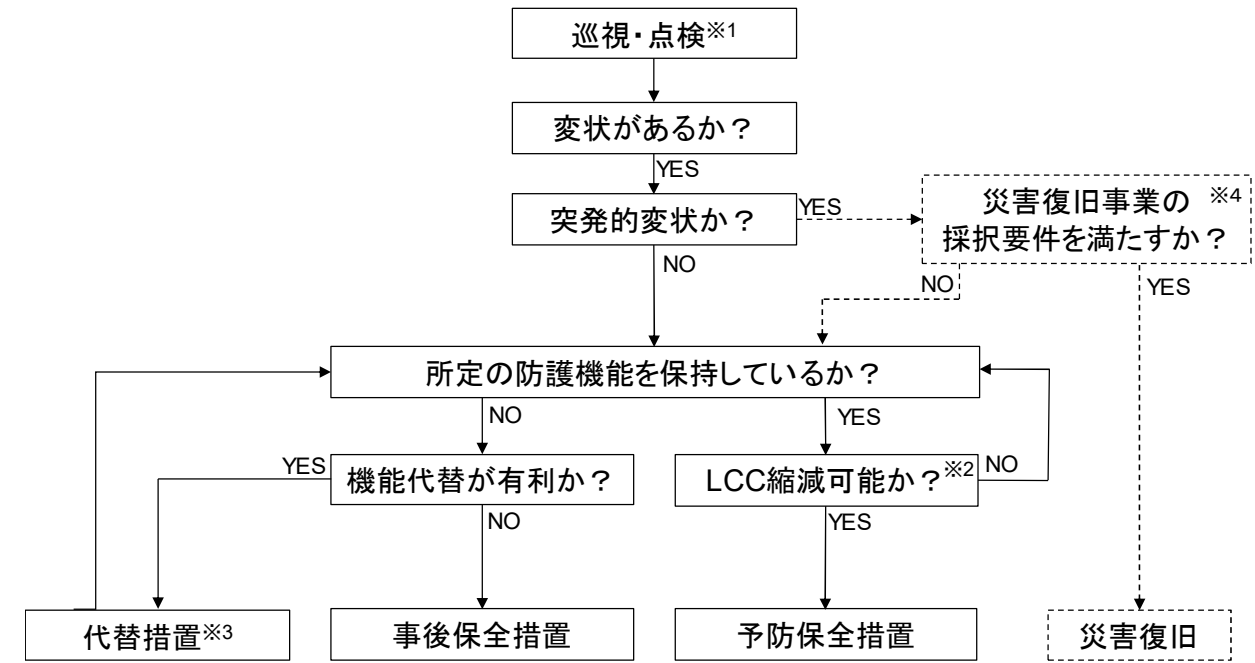 巡視・点検※1
変状があるか？
YES
突発的変状か？
YES
災害復旧事業の ※4
採択要件を満たすか？
NO
NO
YES
所定の防護機能を保持しているか？
NO
YES
YES
機能代替が有利か？
LCC縮減可能か？※2
NO
NO
YES
代替措置※3
事後保全措置
予防保全措置
災害復旧